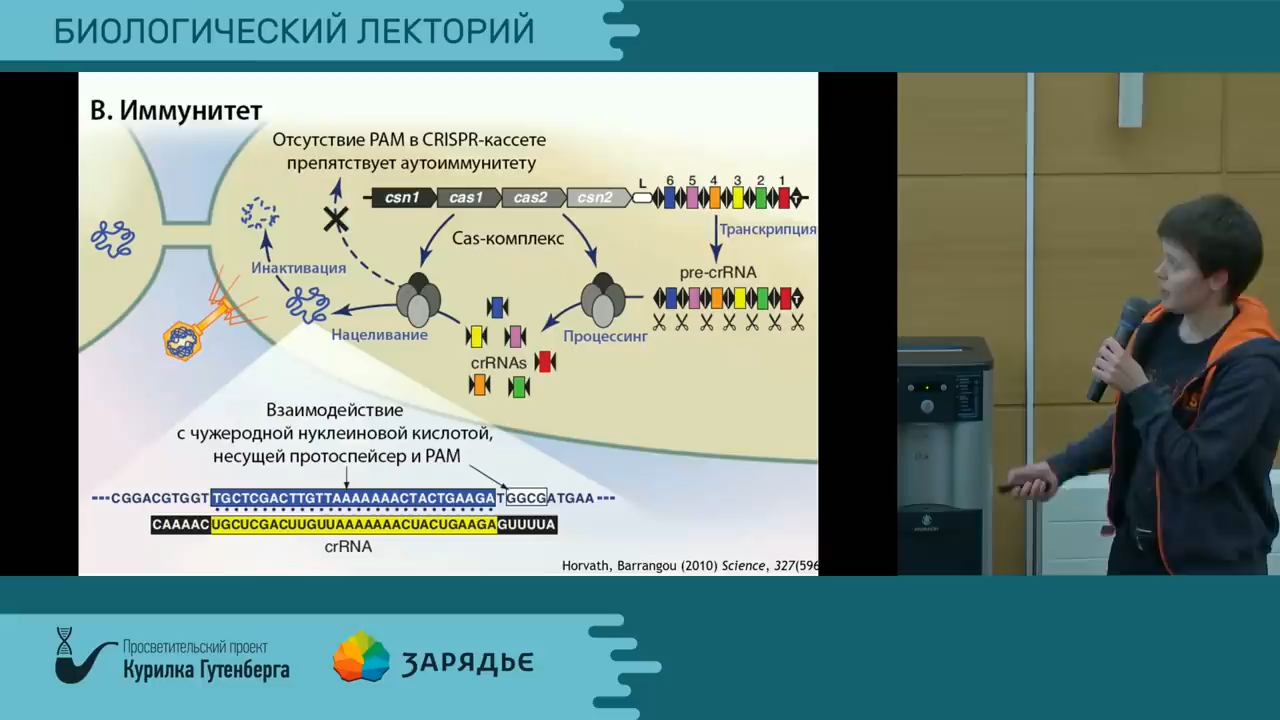 БИОЛОГИЧЕСКИЙ ЛЕКТОРИЙ
В. Иммунитет
Отсутствие PAM в CRISPR-кассете
препятствует аутоиммунитету
csn1 cas1 cas2 csn2 L 6 5 4 3 2 1 T
Cas-комплекс
Транскрипция
pre-crRNA
T
Инактивация
Нацеливание
Процессинг
crRNAs
Взаимодействие
с чужеродной нуклеиновой кислотой,
несущей протоспейсер и PAM
---CGGACGTGGT TGCTCGACTTGTTAAAAAAACTACTGAAGA T GGCG ATGAA---
CAAAAC UGCUCGACUUGUUAAAAAAACUACUGAAGA GUUUUA
crRNA
Horvath, Barrangou (2010) Science, 327(596
Просветительский проект
Курилка Гутенберга
ЗАРЯДЬЕ